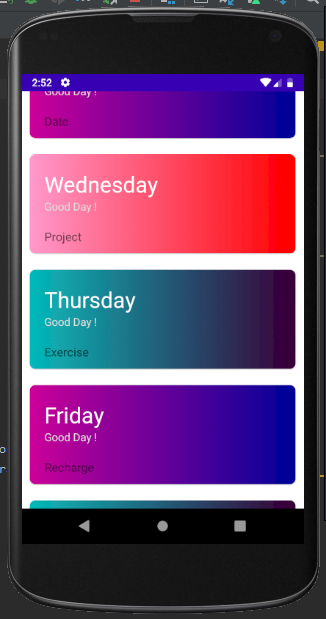 2:52
Good Day !
Date
Wednesday
Good Day !
Project
Thursday
Good Day !
Exercise
Friday
Good Day !
Recharge